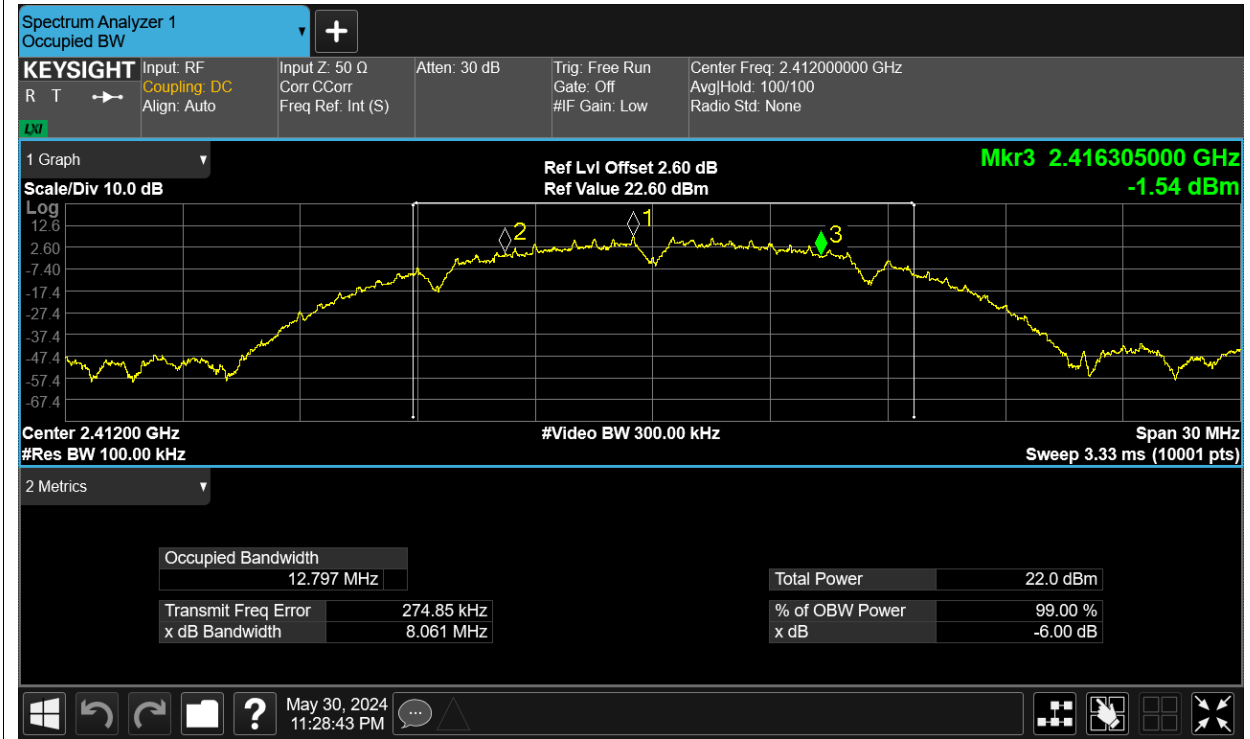 Spectrum Analyzer 1
Occupied BW
KEYSIGHT
R T
LXI
Input: RF
Coupling: DC
Align: Auto
Input Z: 50 Ω
Corr CCorr
Freq Ref: Int (S)
Atten: 30 dB
Trig: Free Run
Gate: Off
#IF Gain: Low
Center Freq: 2.412000000 GHz
Avg|Hold: 100/100
Radio Std: None
1 Graph
Scale/Div 10.0 dB
Ref Lvl Offset 2.60 dB
Ref Value 22.60 dBm
Mkr3 2.416305000 GHz
-1.54 dBm
Log
12.6
2.60
-7.40
-17.4
-27.4
-37.4
-47.4
-57.4
-67.4
2
1
3
Center 2.41200 GHz
#Res BW 100.00 kHz
#Video BW 300.00 kHz
Span 30 MHz
Sweep 3.33 ms (10001 pts)
2 Metrics
Occupied Bandwidth
12.797 MHz
Transmit Freq Error 274.85 kHz
x dB Bandwidth 8.061 MHz
Total Power 22.0 dBm
% of OBW Power 99.00 %
x dB -6.00 dB
?
May 30, 2024
11:28:43 PM